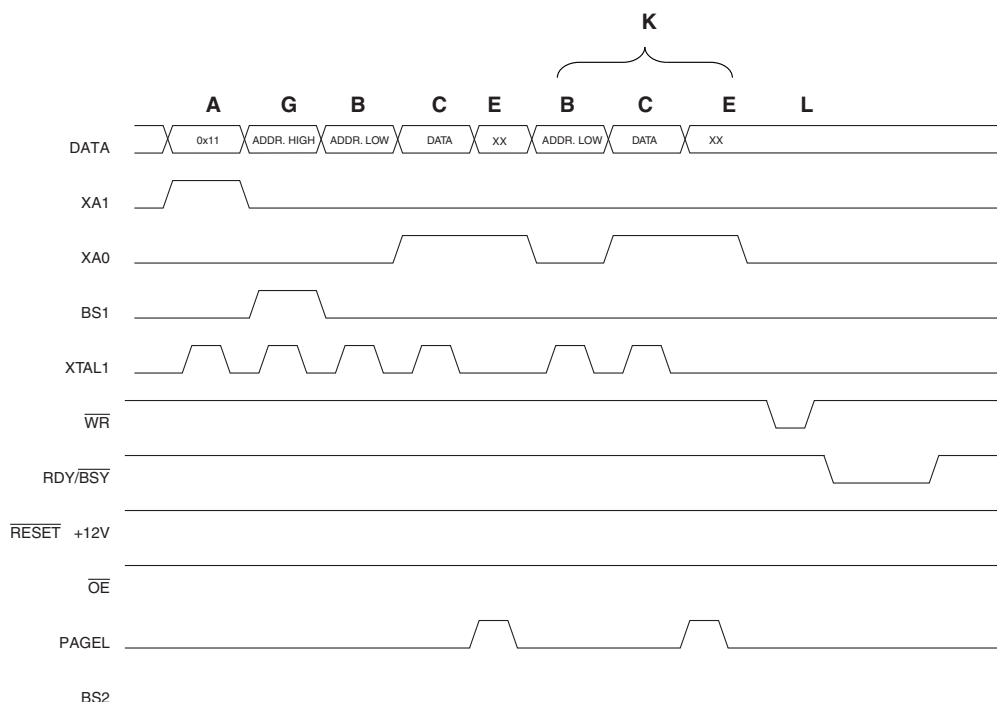 K
A G B C E B C E L
DATA 0x11 ADDR. HIGH ADDR. LOW DATA XX ADDR. LOW DATA XX
XA1
XA0
BS1
XTAL1
WR
RDY/BSY
RESET +12V
OE
PAGEL
BS2